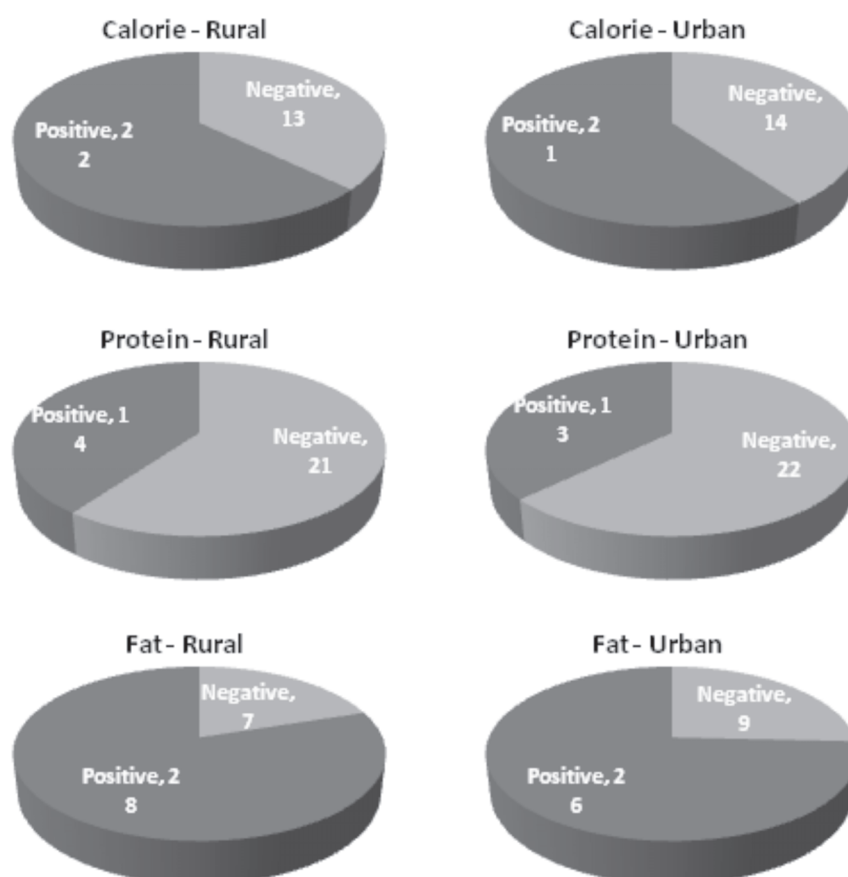 Calorie - Rural
Negative,
13
Positive, 2
2
Calorie - Urban
Negative,
14
Positive, 2
1
Protein - Rural
Positive, 1
4
Negative,
21
Protein - Urban
Positive, 1
3
Negative,
22
Fat - Rural
Negative,
7
Positive, 2
8
Fat - Urban
Negative,
9
Positive, 2
6